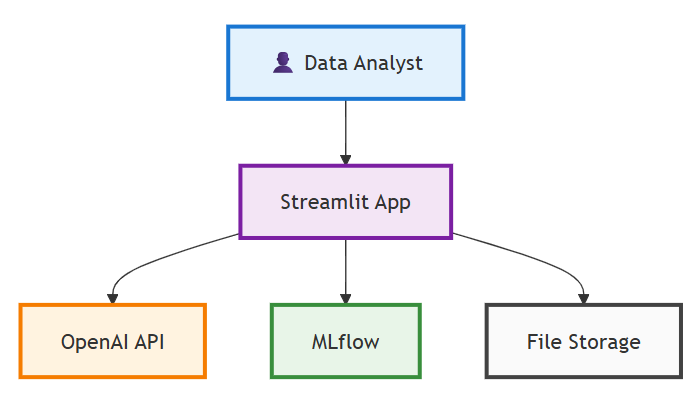 Data Analyst
Streamlit App
OpenAI API
MLflow
File Storage